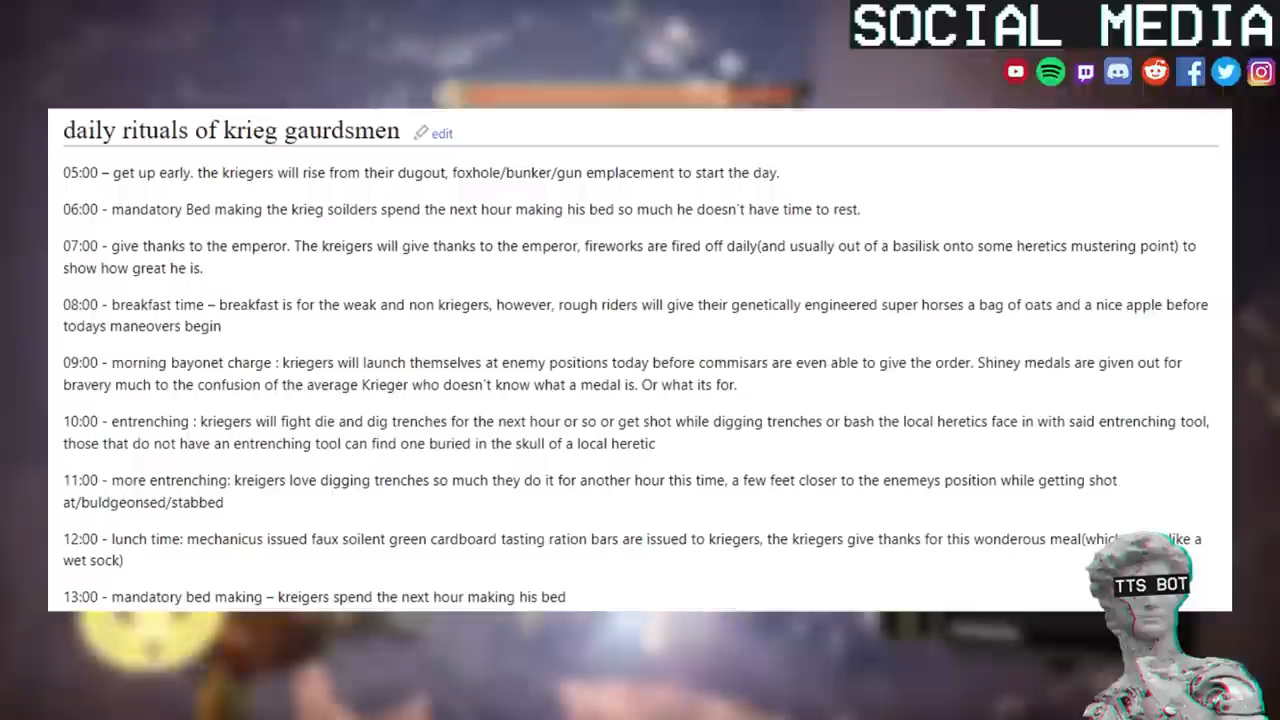 SOCIAL MEDIA
daily rituals of krieg gaurdsmen edit
05:00 – get up early. the kriegers will rise from their dugout, foxhole/bunker/gun emplacement to start the day.
06:00 - mandatory Bed making the krieg soilders spend the next hour making his bed so much he doesn´t have time to rest.
07:00 - give thanks to the emperor. The kreigers will give thanks to the emperor, fireworks are fired off daily(and usually out of a basilisk onto some heretics mustering point) to
show how great he is.
08:00 - breakfast time – breakfast is for the weak and non kriegers, however, rough riders will give their genetically engineered super horses a bag of oats and a nice apple before
todays maneovers begin
09:00 - morning bayonet charge : kriegers will launch themselves at enemy positions today before commisars are even able to give the order. Shiney medals are given out for
bravery much to the confusion of the average Krieger who doesn´t know what a medal is. Or what its for.
10:00 - entrenching : kriegers will fight die and dig trenches for the next hour or so or get shot while digging trenches or bash the local heretics face in with said entrenching tool,
those that do not have an entrenching tool can find one buried in the skull of a local heretic
11:00 - more entrenching: kreigers love digging trenches so much they do it for another hour this time, a few feet closer to the enemeys position while getting shot
at/buldgeonsed/stabbed
12:00 - lunch time: mechanicus issued faux soilent green cardboard tasting ration bars are issued to kriegers, the kriegers give thanks for this wonderous meal( like a
wet sock)
13:00 - mandatory bed making – kreigers spend the next hour making his bed
TTS BOT